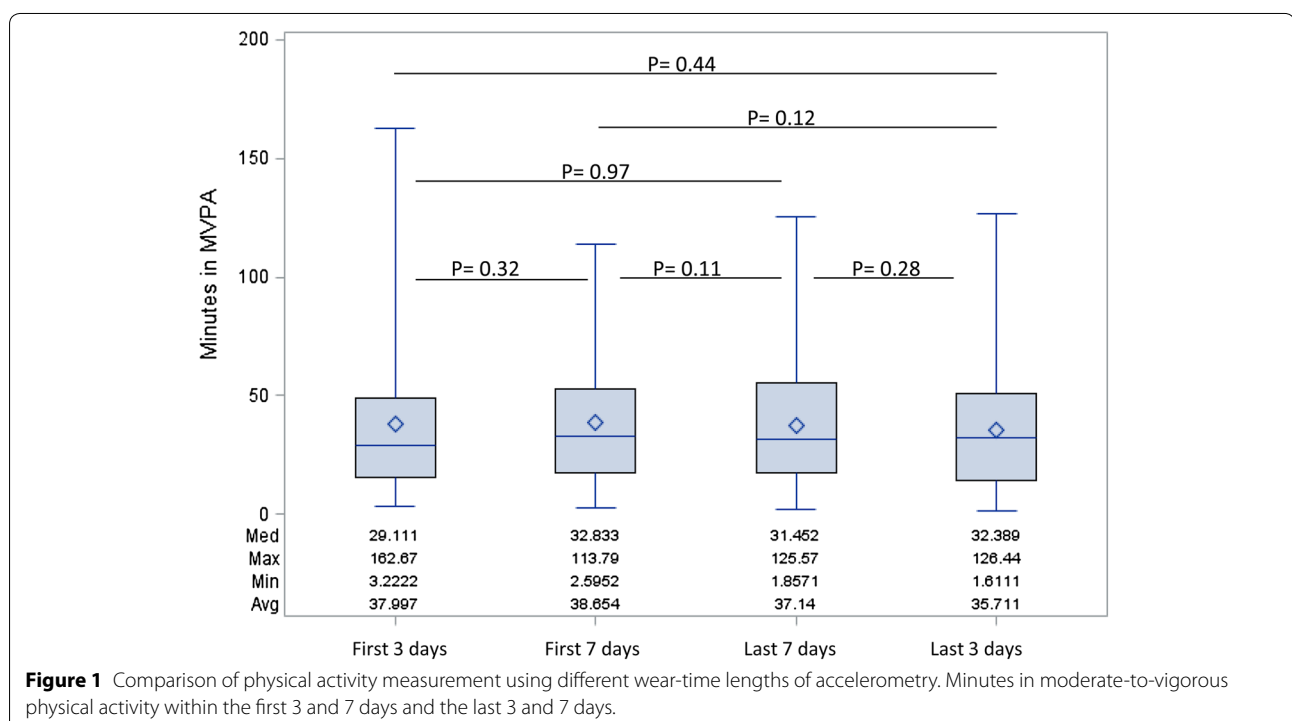 200
P= 0.44
P= 0.12
150
P= 0.97
Minutes in MVPA
100
P= 0.32 P= 0.11 P= 0.28
50
0
Med 29.111 32.833 31.452 32.389
Max 162.67 113.79 125.57 126.44
Min 3.2222 2.5952 1.8571 1.6111
Avg 37.997 38.654 37.14 35.711
First 3 days First 7 days Last 7 days Last 3 days
Figure 1 Comparison of physical activity measurement using different wear-time lengths of accelerometry. Minutes in moderate-to-vigorous
physical activity within the first 3 and 7 days and the last 3 and 7 days.